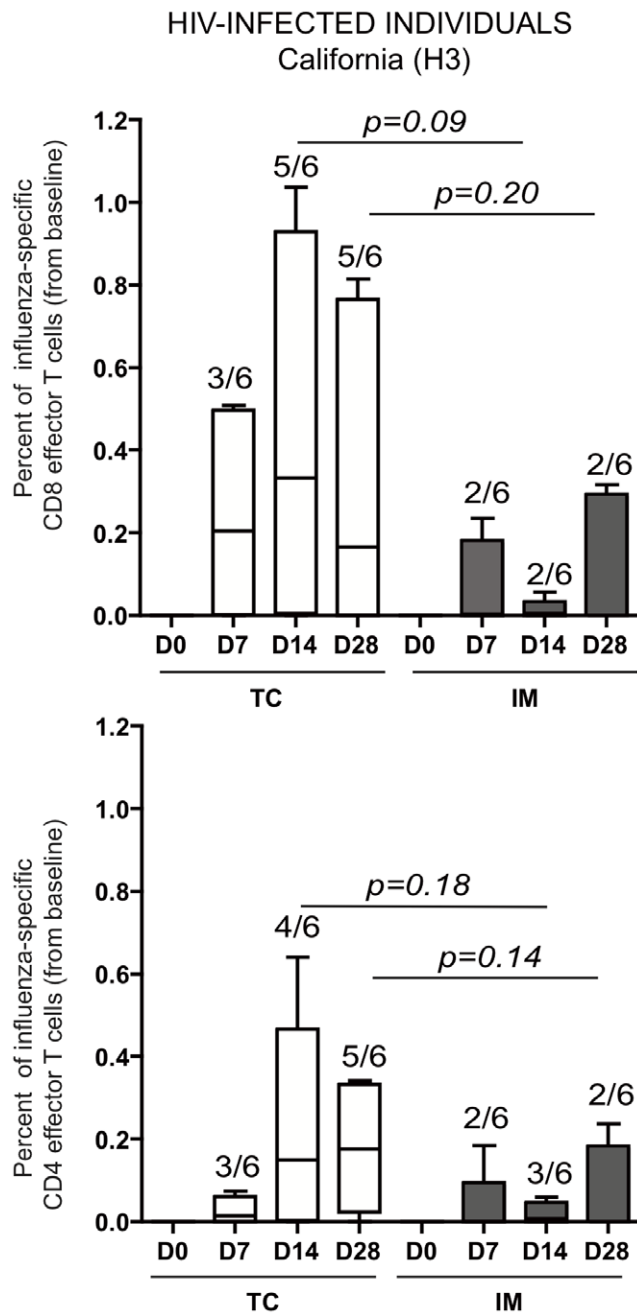 HIV-INFECTED INDIVIDUALS
California (H3)
Percent of influenza-specific
CD8 effector T cells (from baseline)
1.2
1.0
0.8
0.6
0.4
0.2
0.0
p=0.09
p=0.20
3/6
5/6
5/6
2/6
2/6
2/6
D0 D7 D14 D28 D0 D7 D14 D28
TC IM
Percent of influenza-specific
CD4 effector T cells (from baseline)
1.2
1.0
0.8
0.6
0.4
0.2
0.0
p=0.18
p=0.14
3/6
4/6
5/6
2/6
3/6
2/6
D0 D7 D14 D28 D0 D7 D14 D28
TC IM